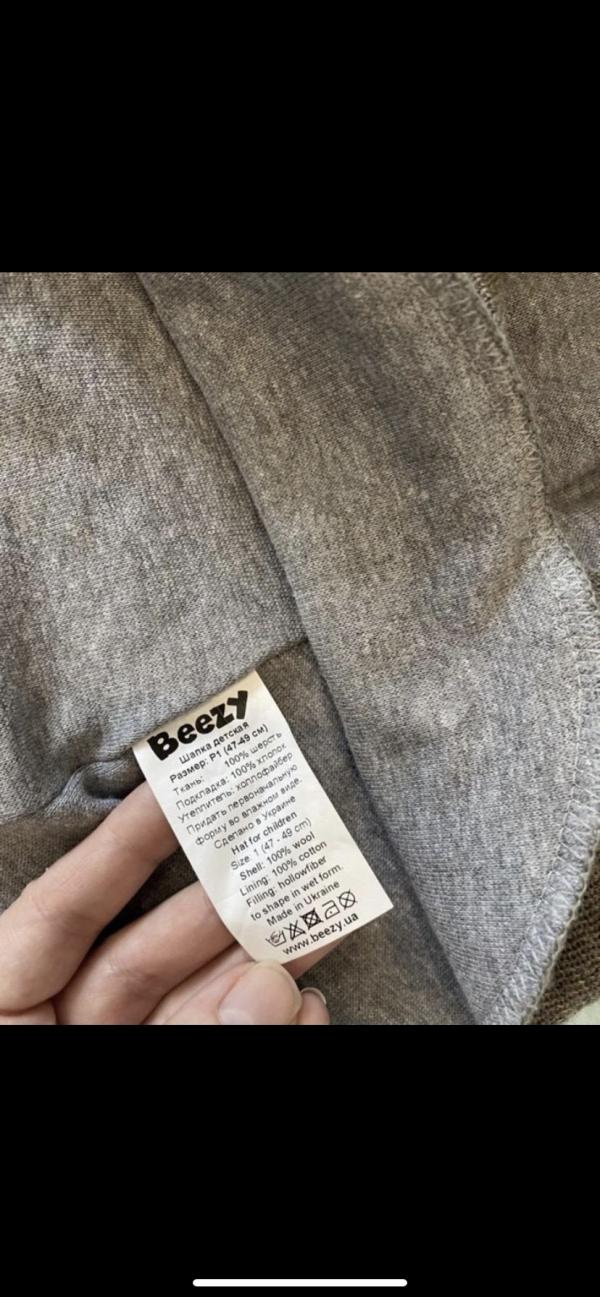 Beezy
Шапка детская
Размер: Р1 (47-49 см)
Ткань: 100% шерсть
Подкладка: 100% хлопок
Утеплитель: холлофайбер
Придать первоначальную
форму во влажном виде.
Сделано в Украине
Hat for children
Size 1 (47 - 49 cm)
Shell: 100% wool
Lining: 100% cotton
Filling: hollowfiber
to shape in wet form.
Made in Ukraine
www.beezy.ua